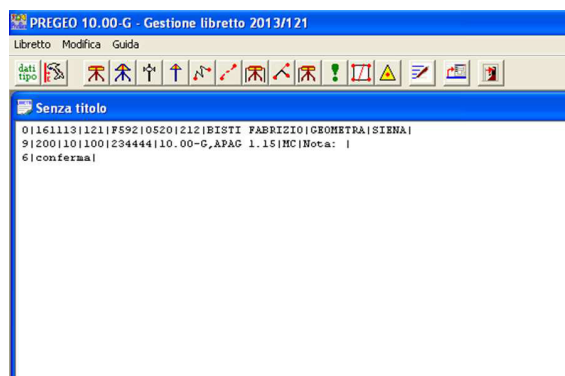 PREGEO 10.00-G - Gestione libretto 2013/121
Libretto Modifica Guida
dati
tipo
Senza titolo
0|161113|121|F592|0520|212|BISTI FABRIZIO|GEOMETRA|SIENA|
9|200|10|100|234444|10.00-G,APAG 1.15|MC|Nota: |
6|conferma|